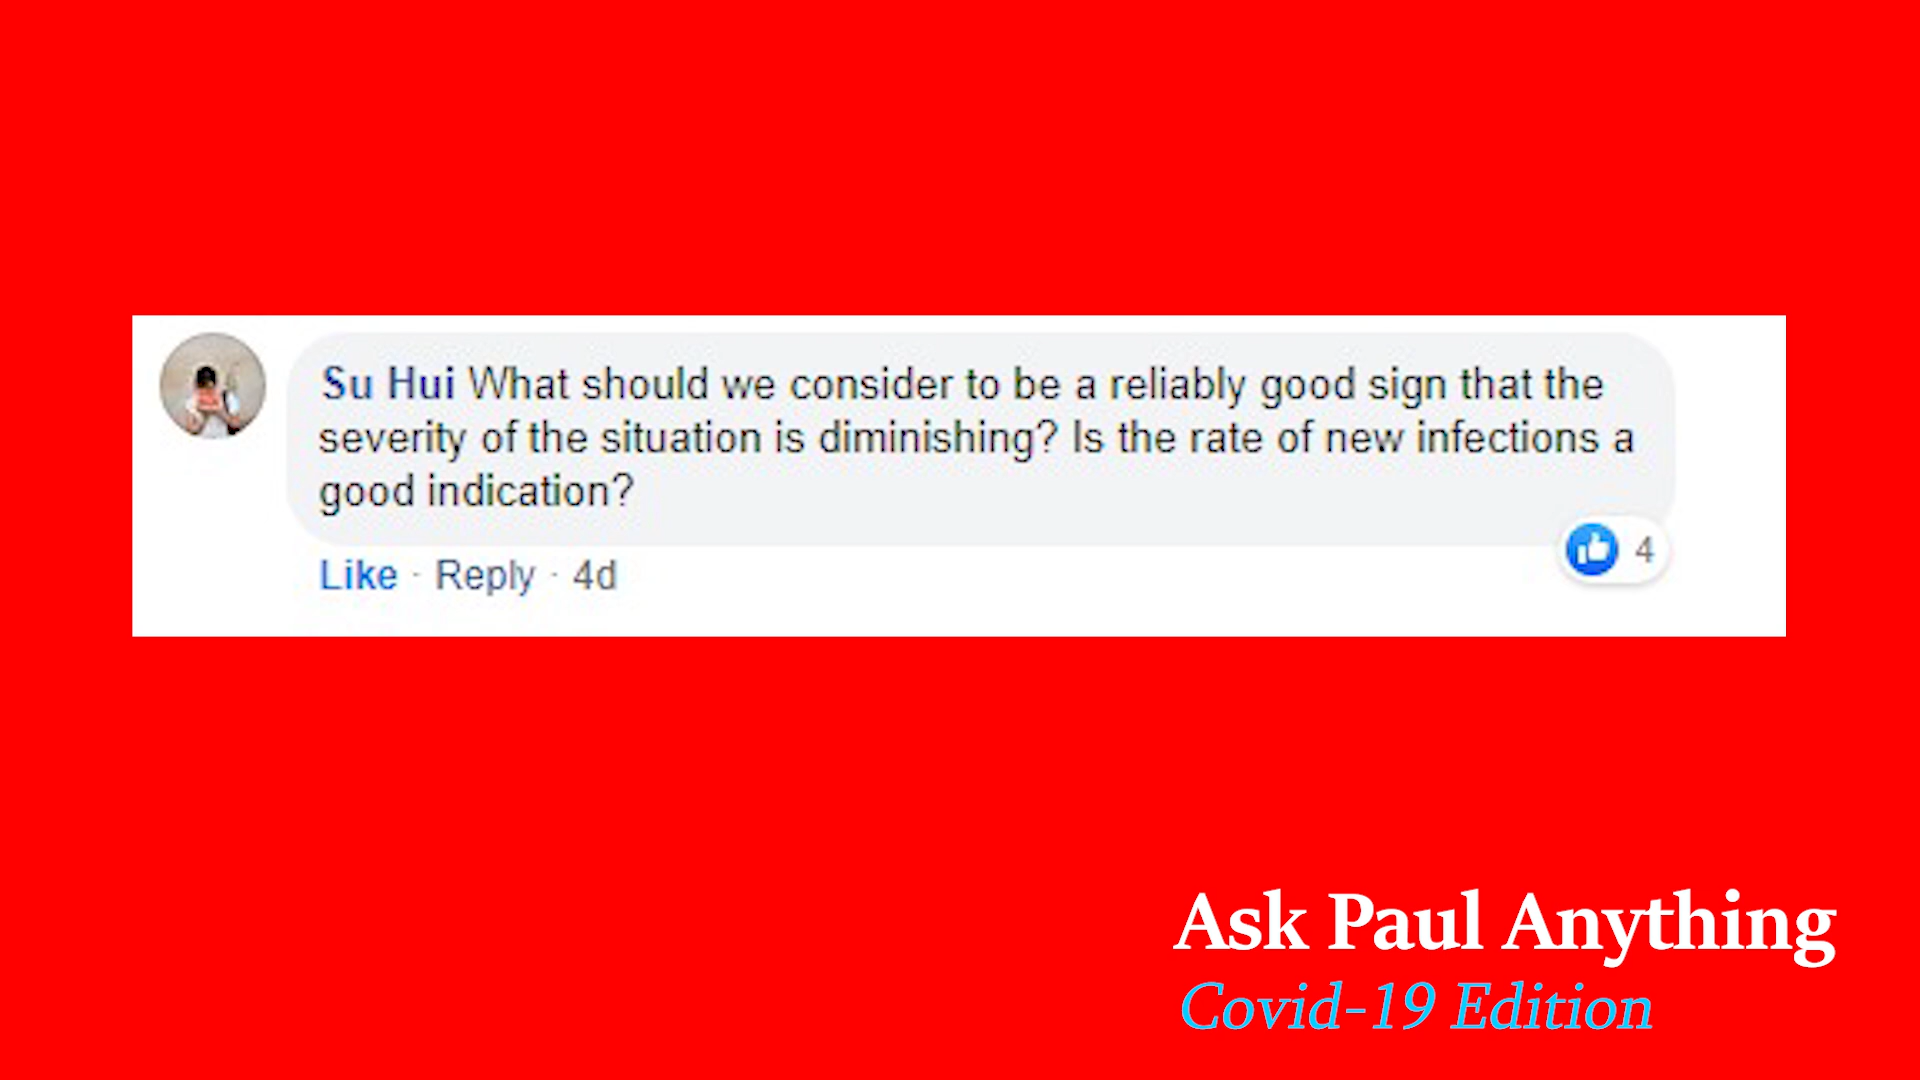 Su Hui What should we consider to be a reliably good sign that the
severity of the situation is diminishing? Is the rate of new infections a
good indication?
4
Like · Reply · 4d
Ask Paul Anything
Covid-19 Edition